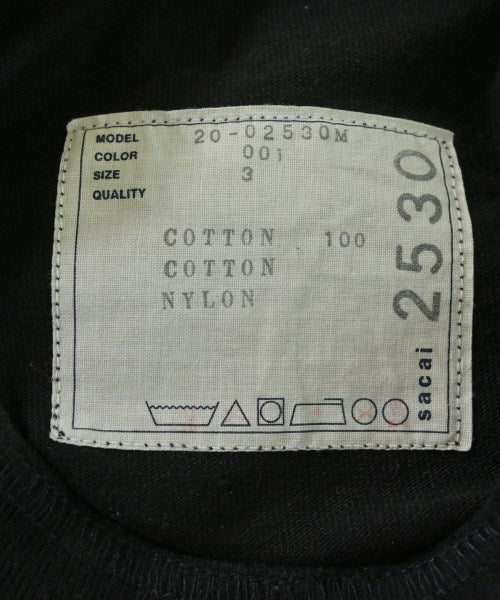 MODEL 20-02530M
COLOR 001
SIZE 3
QUALITY
COTTON 100
COTTON
NYLON
sacai 2530